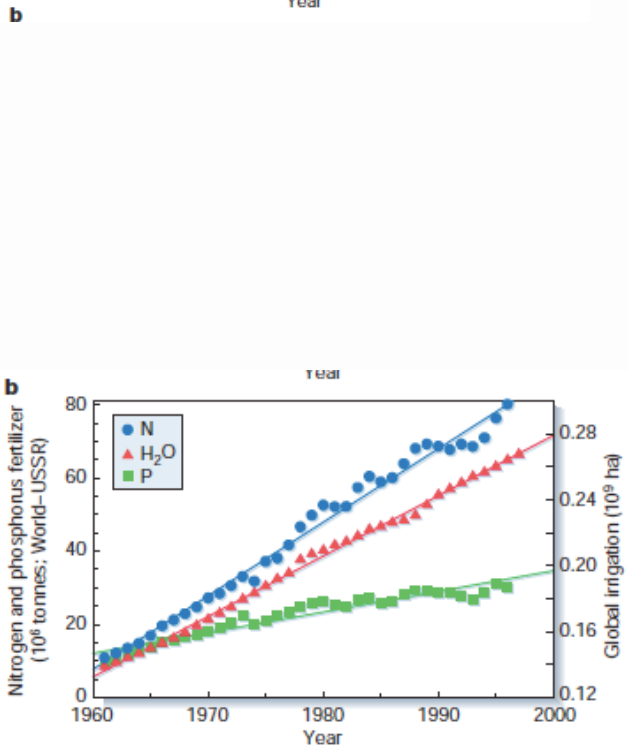 Year
b
Year
b
Nitrogen and phosphorus fertilizer
(10⁶ tonnes; World–USSR)
80
60
40
20
0
N
H₂O
P
0.28
0.24
0.20
0.16
0.12
Global irrigation (10⁹ ha)
1960
1970
1980
1990
2000
Year